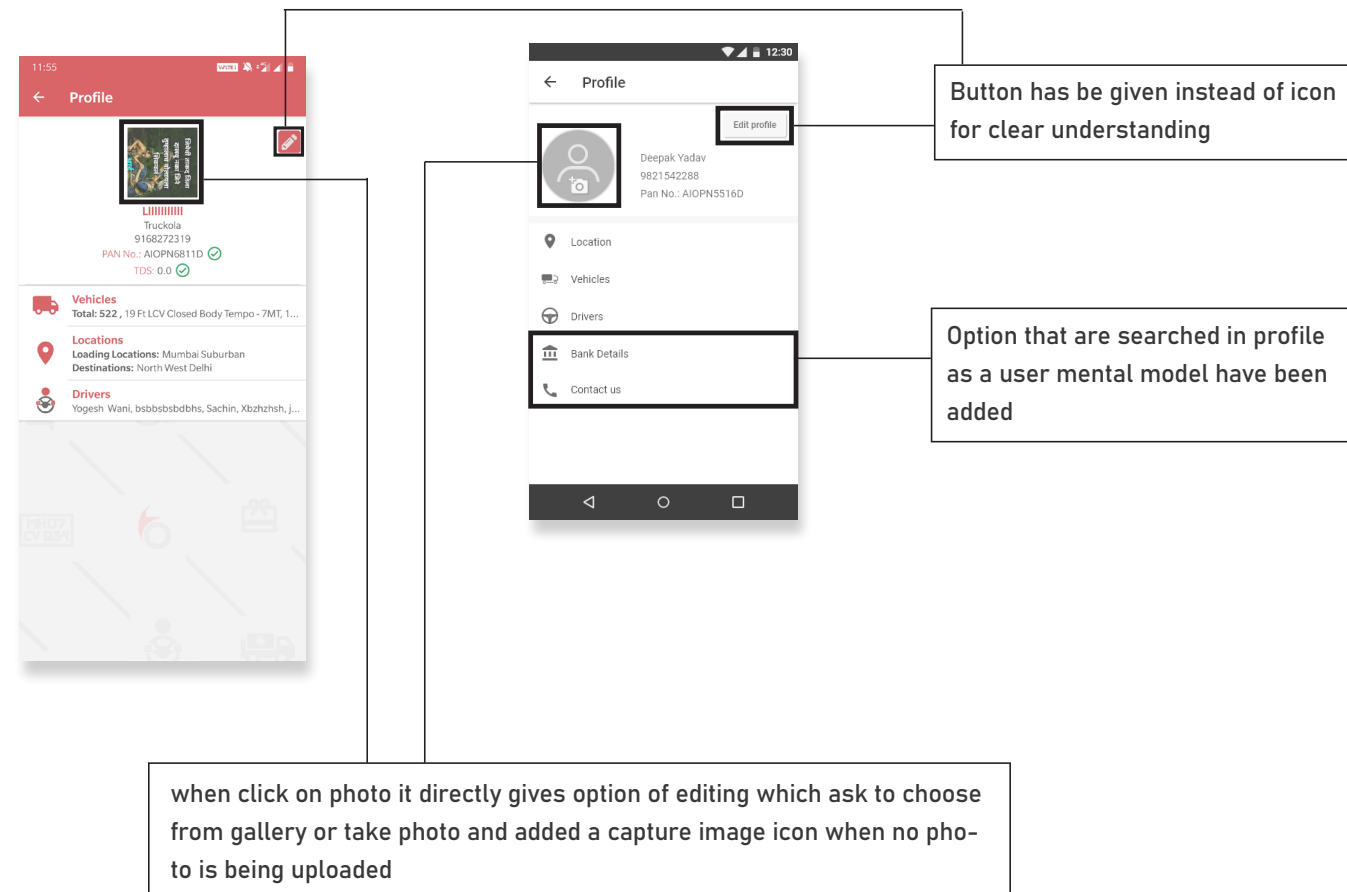 11:55
Profile
LIIIIIIIIIII
Truckola
9168272319
PAN No.: AIOPN6811D
TDS: 0.0
Vehicles
Total: 522 , 19 Ft LCV Closed Body Tempo - 7MT, 1...
Locations
Loading Locations: Mumbai Suburban
Destinations: North West Delhi
Drivers
Yogesh Wani, bsbbsbsbdbhs, Sachin, Xbzhzhsh, j...
MH07
12:30
Profile
Edit profile
Deepak Yadav
9821542288
Pan No.: AIOPN5516D
Location
Vehicles
Drivers
Bank Details
Contact us
Button has be given instead of icon
for clear understanding
Option that are searched in profile
as a user mental model have been
added
when click on photo it directly gives option of editing which ask to choose
from gallery or take photo and added a capture image icon when no pho-
to is being uploaded